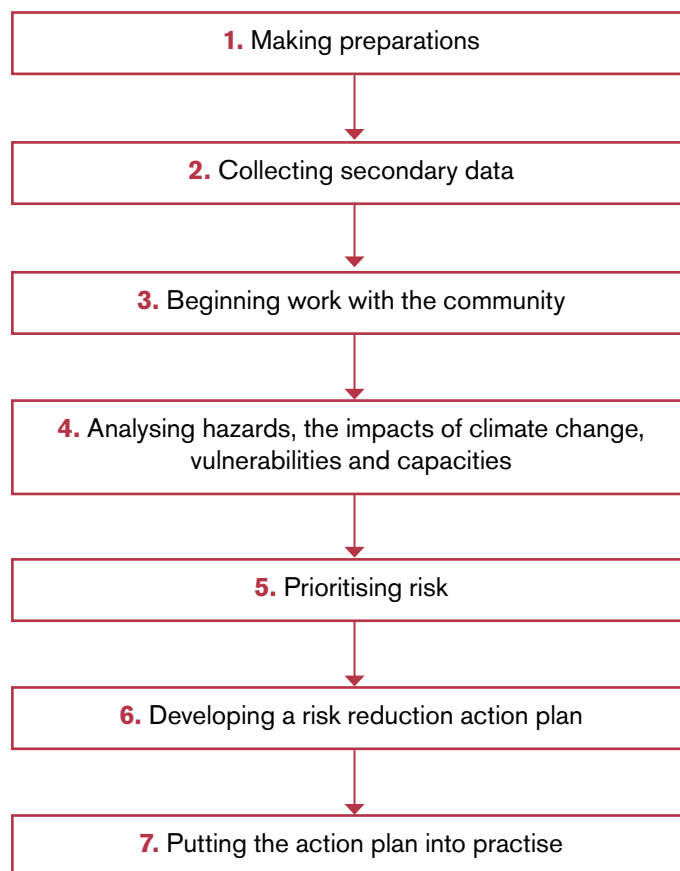 1. Making preparations
2. Collecting secondary data
3. Beginning work with the community
4. Analysing hazards, the impacts of climate change,
vulnerabilities and capacities
5. Prioritising risk
6. Developing a risk reduction action plan
7. Putting the action plan into practise